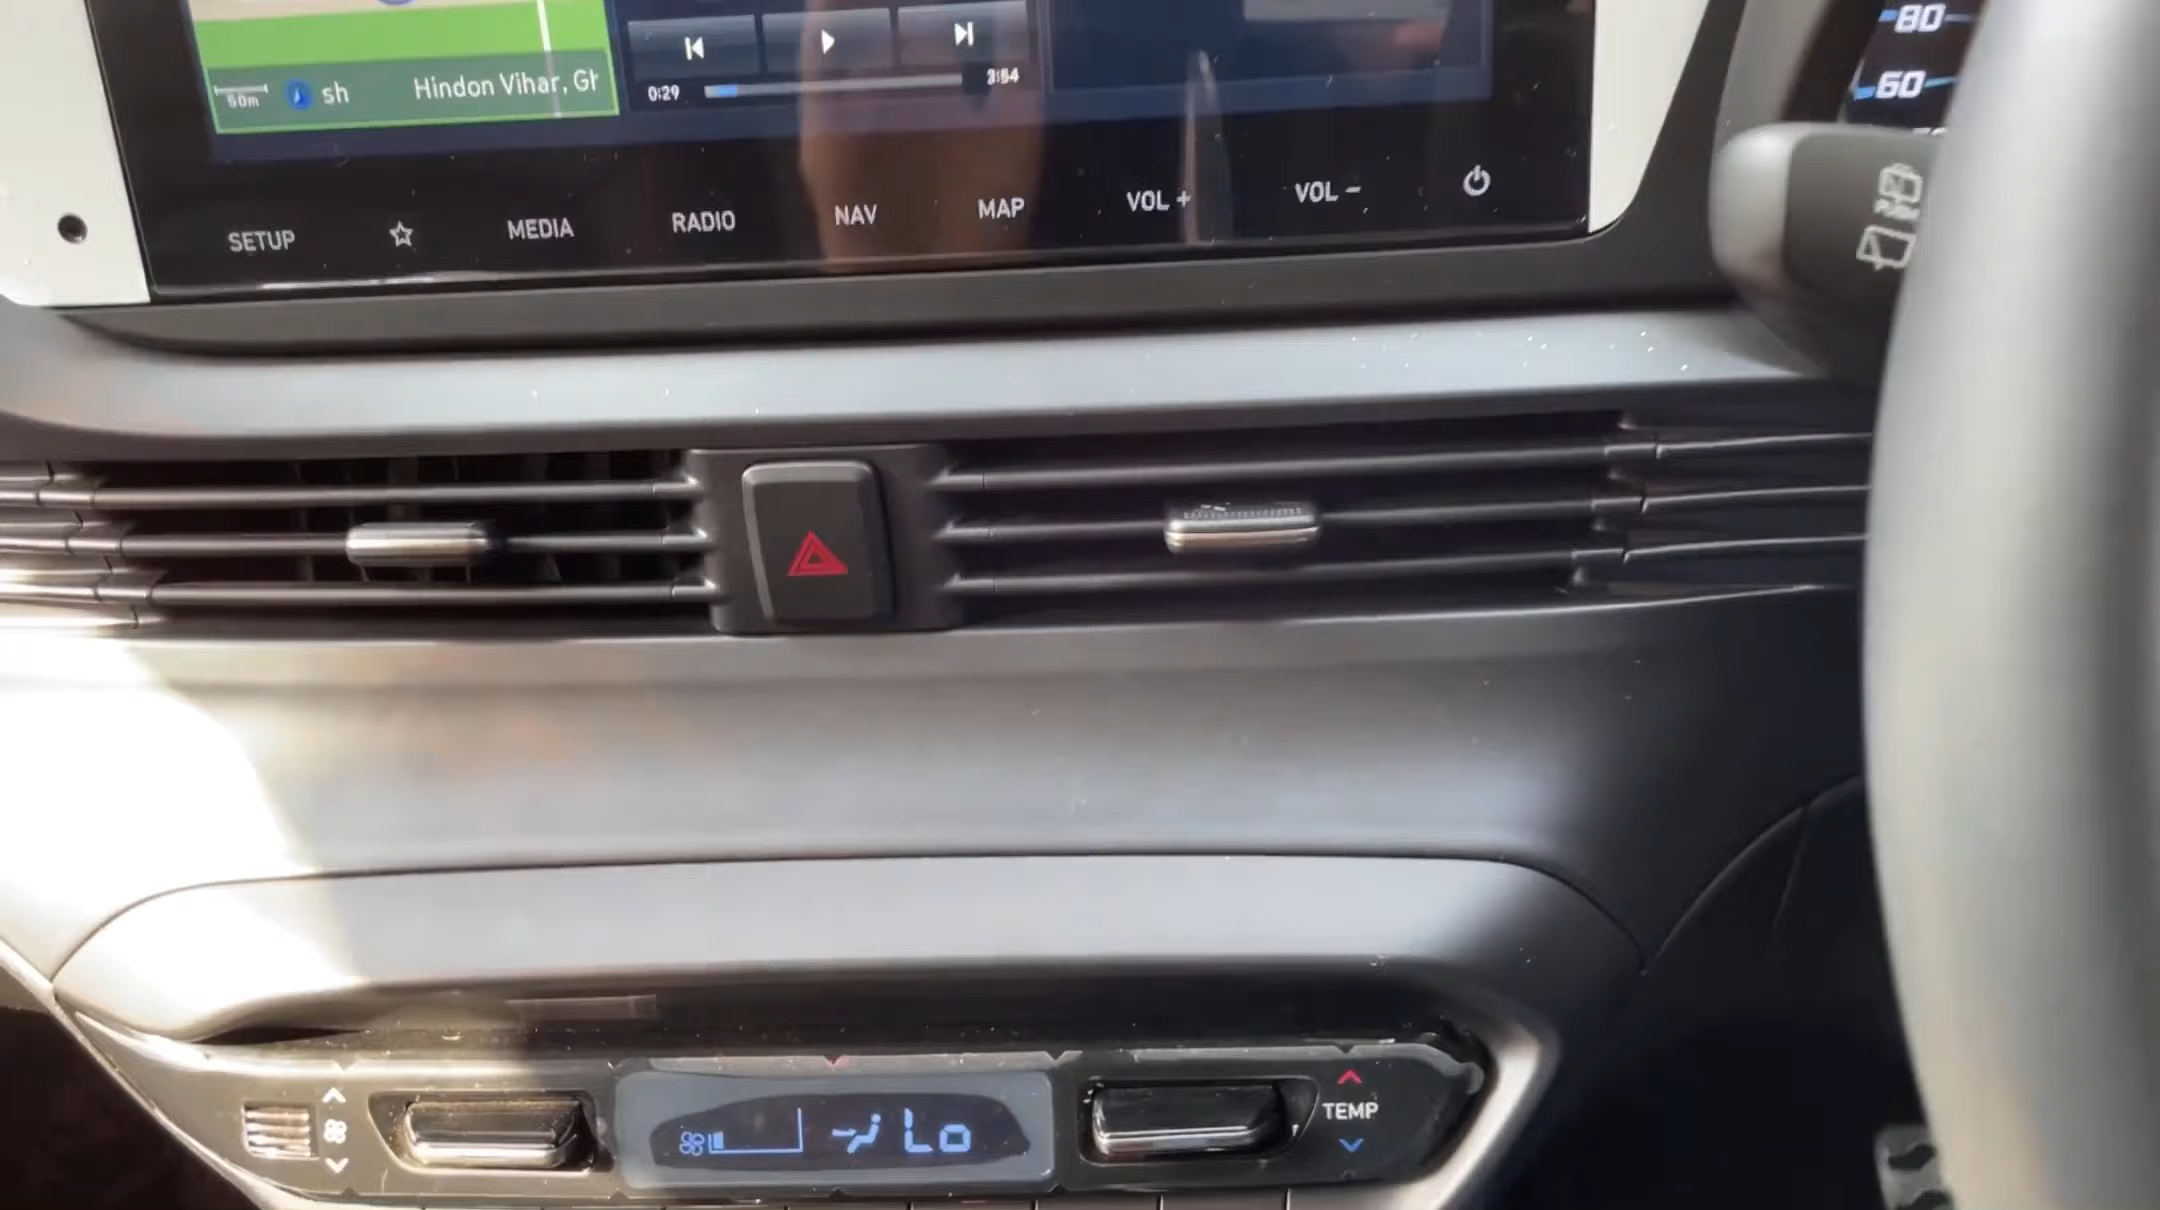 80
60
50m
sh
Hindon Vihar, Gh
0:29
3:54
SETUP
MEDIA
RADIO
NAV
MAP
VOL +
VOL −
Lo
TEMP